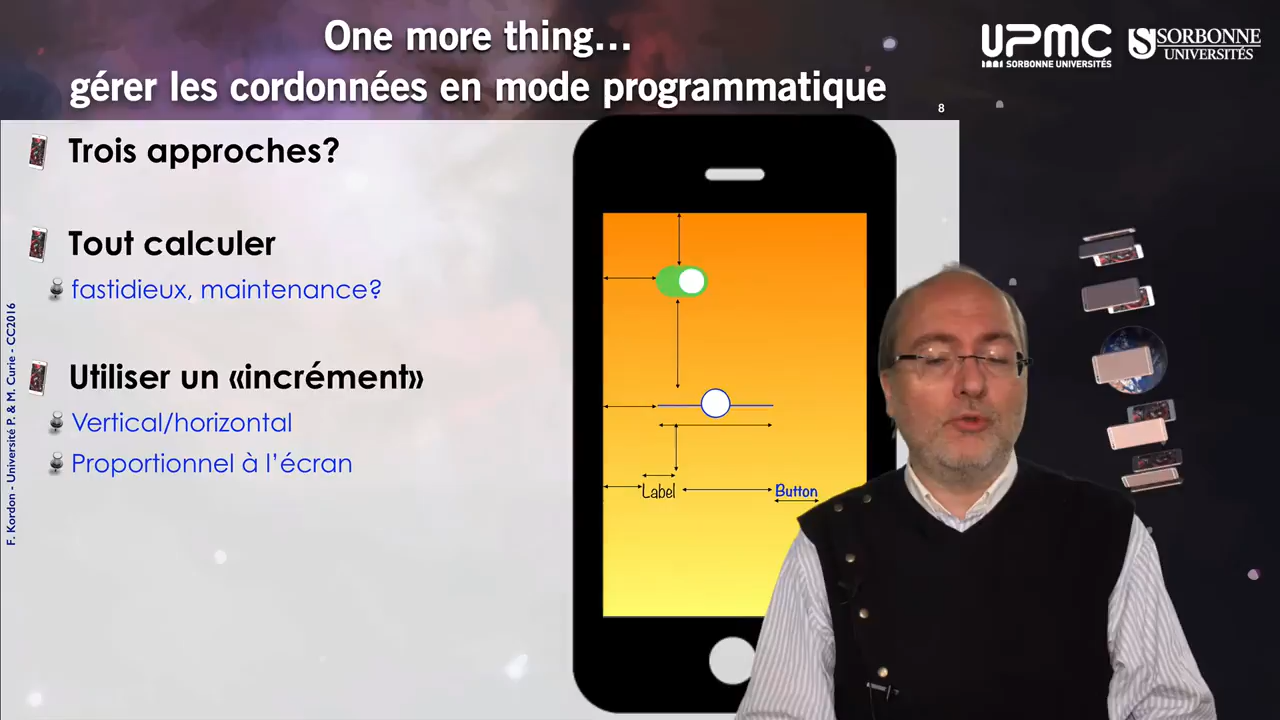 One more thing...
gérer les cordonnées en mode programmatique
UPMC
SORBONNE UNIVERSITÉS
SORBONNE
UNIVERSITÉS
8
Trois approches?
Tout calculer
fastidieux, maintenance?
Utiliser un «incrément»
Vertical/horizontal
Proportionnel à l'écran
Label
Button
F. Kordon - Université P. & M. Curie - CC2016